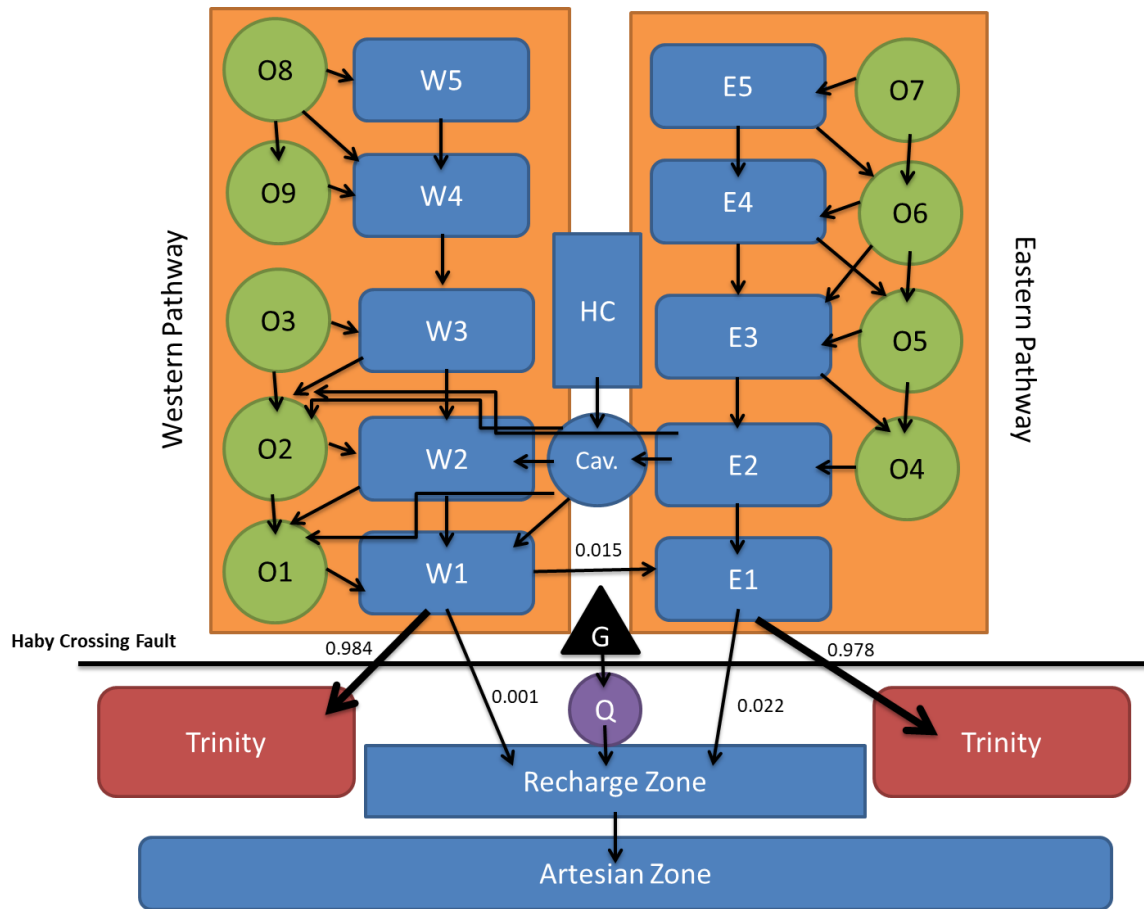 O8
W5
E5
O7
O9
W4
E4
O6
Western Pathway
Eastern Pathway
O3
W3
HC
E3
O5
O2
W2
Cav.
E2
O4
O1
W1
0.015
E1
G
Haby Crossing Fault
0.984
0.978
0.001
Q
0.022
Trinity
Trinity
Recharge Zone
Artesian Zone